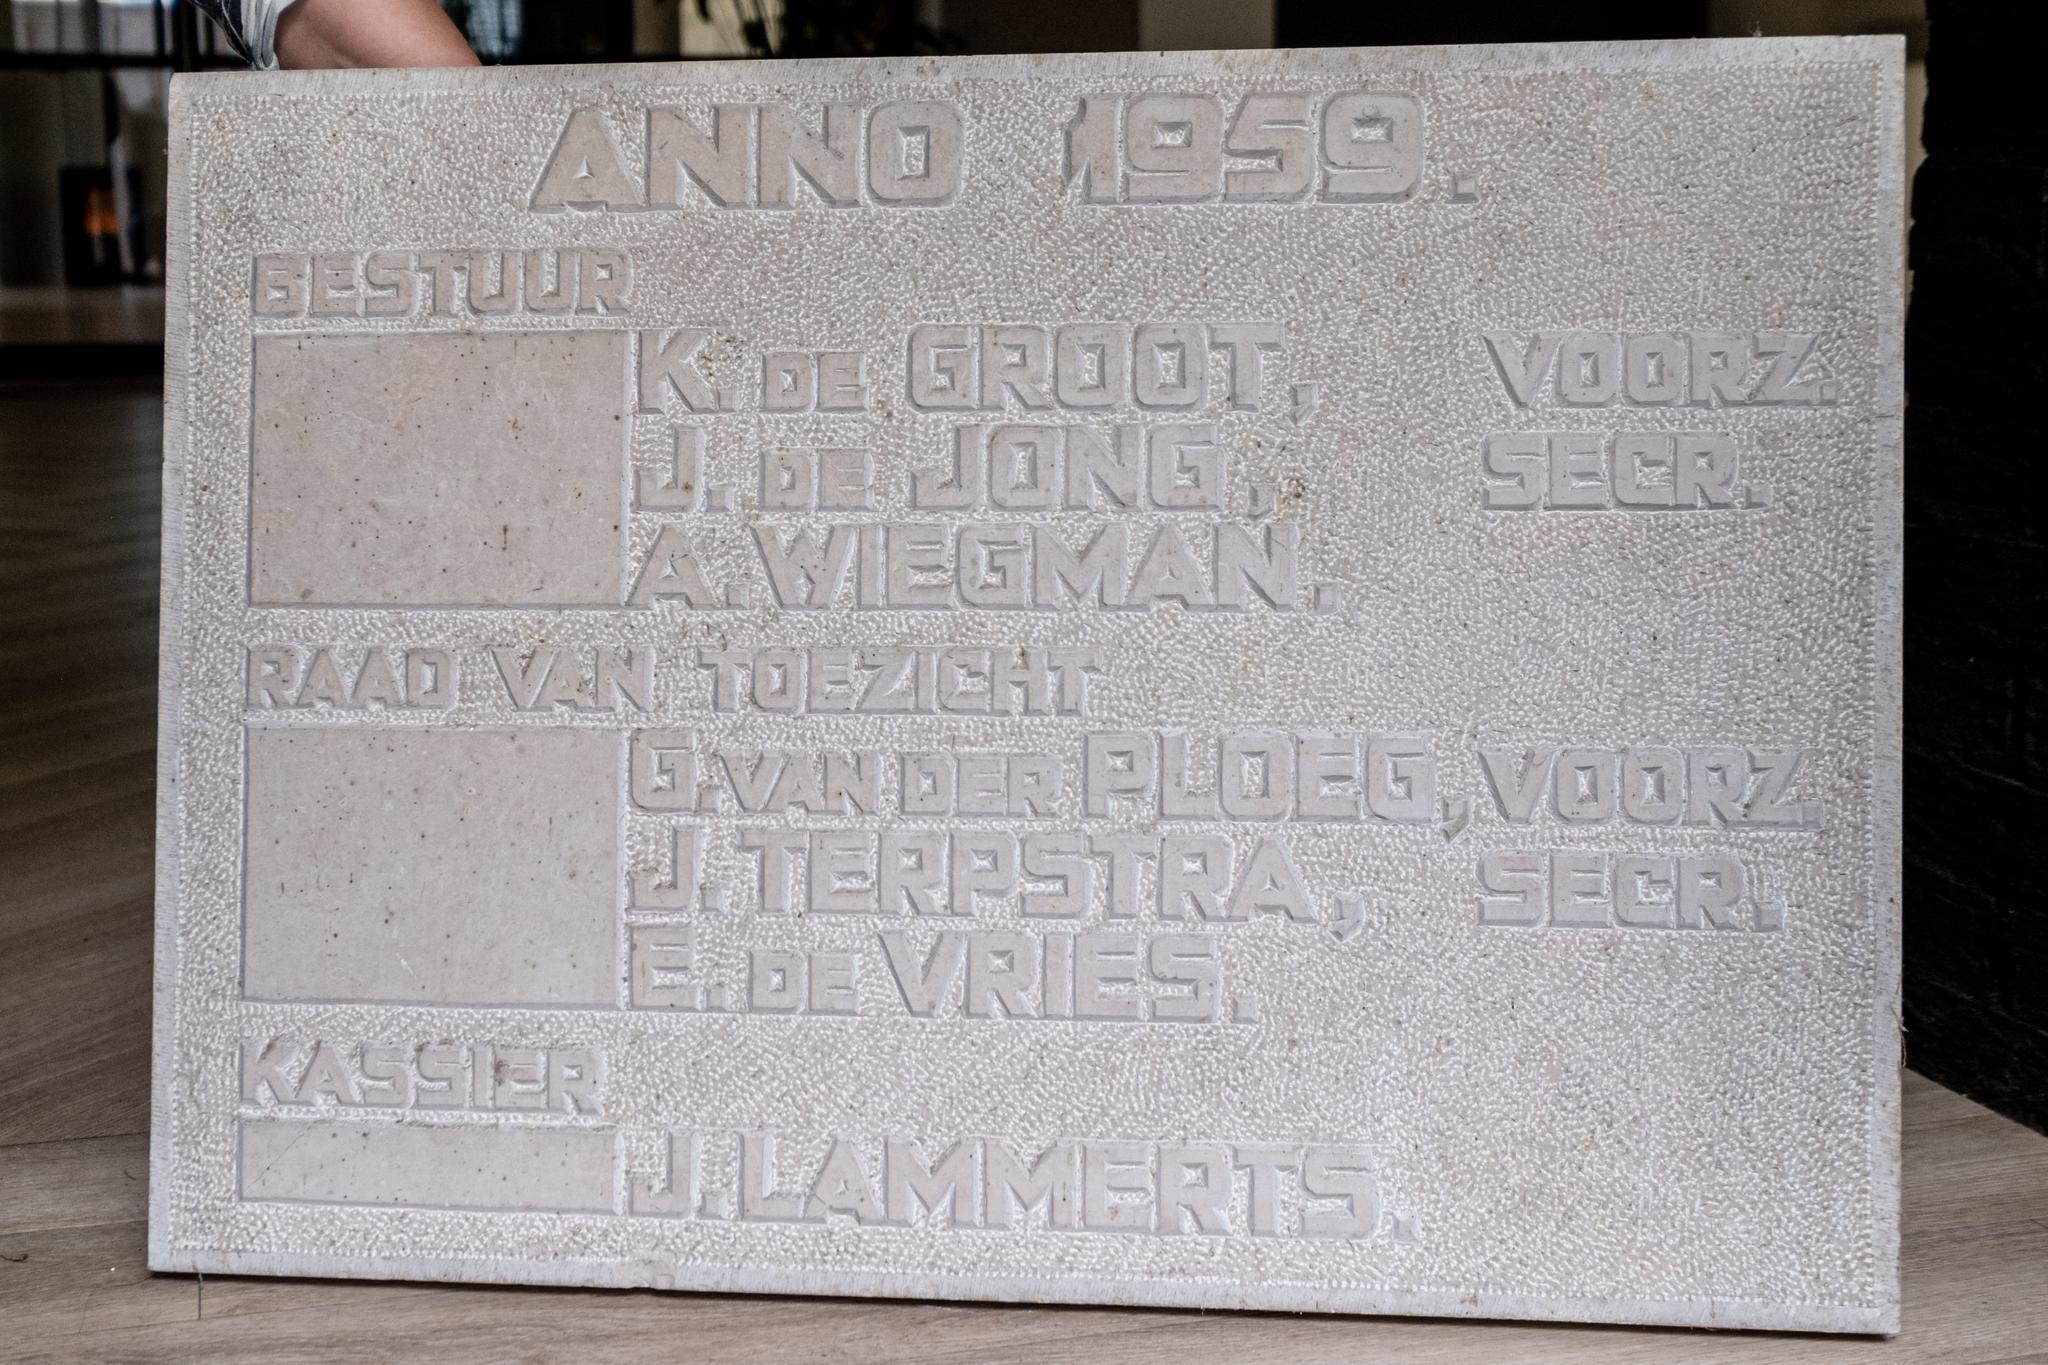 ANNO 1959.
BESTUUR
K. DE GROOT, VOORZ.
J. DE JONG, SECR.
A. WIEGMAN.
RAAD VAN TOEZICHT
G. VAN DER PLOEG, VOORZ.
J. TERPSTRA, SECR.
E. DE VRIES.
KASSIER
J. LAMMERTS.